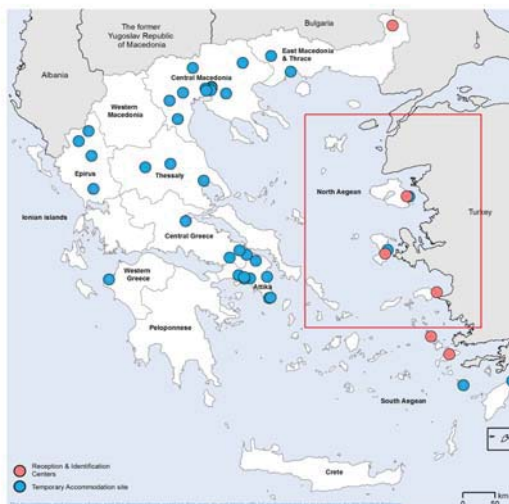 The former
Yugoslav Republic
of Macedonia
Bulgaria
Albania
East Macedonia
& Thrace
Central Macedonia
Western
Macedonia
Epirus
Thessaly
North Aegean
Turkey
Ionian Islands
Central Greece
Western
Greece
Attika
Peloponnese
South Aegean
Crete
Reception & Identification
Centers
Temporary Accommodation site
0
50
km